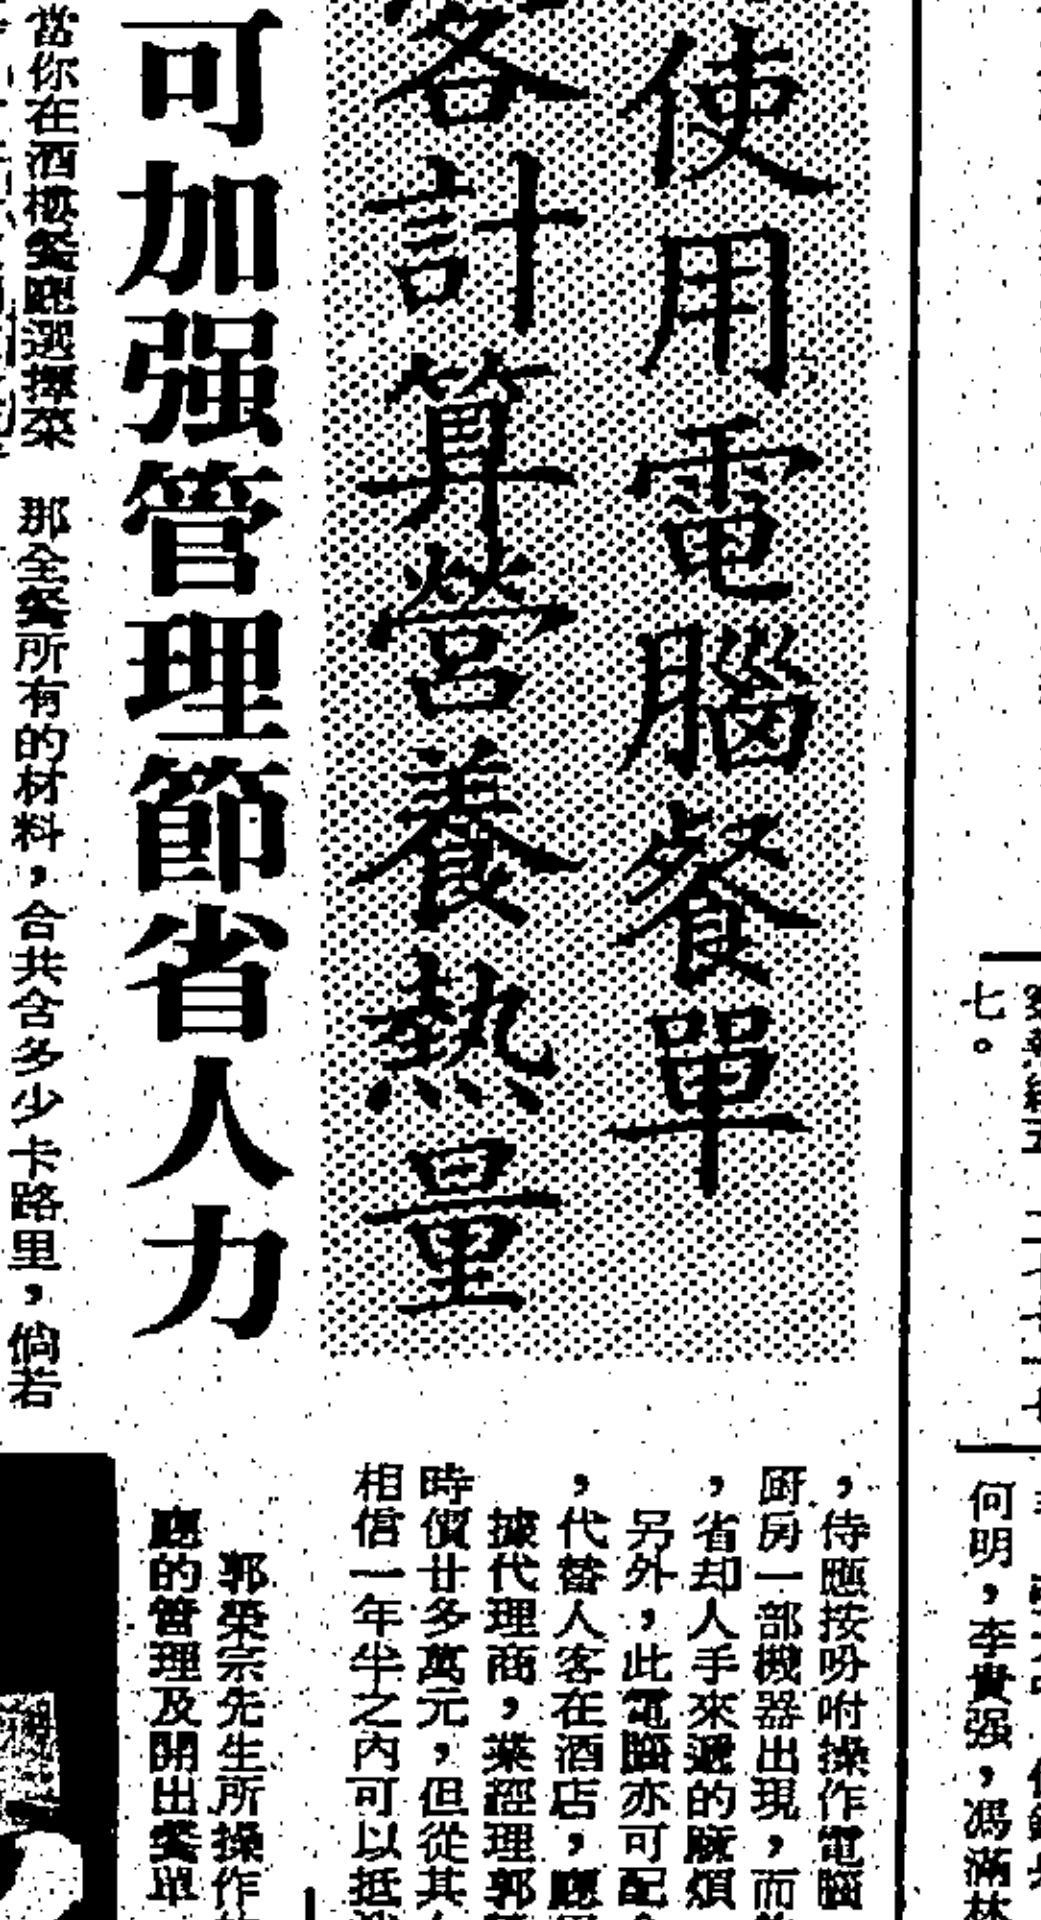 使用電腦餐單
客計算營養熱量
可加强管理節省人力
當你在酒樓餐廳選擇菜
那全餐所有的材料，合共含多少卡路里，倘若
，侍應按吩咐操作電腦
厨房一部機器出現，而
，省却人手來遞的麻煩
另外，此電腦亦可配
，代替人客在酒店，應
據代理商，業經理郭
時價廿多萬元，但從其
相信一年半之內可以抵
郭榮宗先生所操作
應的管理及開出餐單
七。
何明，李貴强，馮滿林